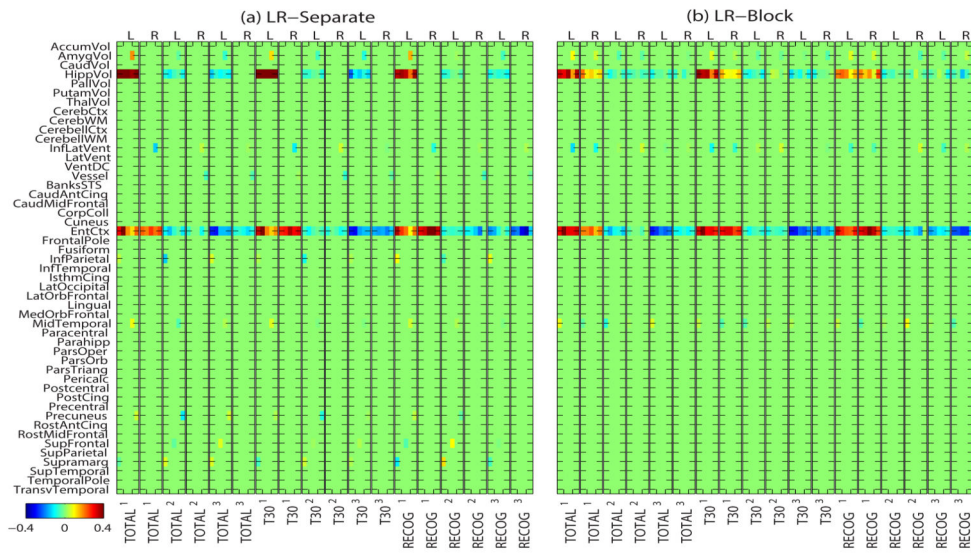 (a) LR−Separate
(b) LR−Block
L R L R L R L R L R L R L R L R L R
L R L R L R L R L R L R L R L R L R
AccumVol
AmygVol
CaudVol
HippVol
PallVol
PutamVol
ThalVol
CerebCtx
CerebWM
CerebellCtx
CerebellWM
InfLatVent
LatVent
VentDC
Vessel
BanksSTS
CaudAntCing
CaudMidFrontal
CorpColl
Cuneus
EntCtx
FrontalPole
Fusiform
InfParietal
InfTemporal
IsthmCing
LatOccipital
LatOrbFrontal
Lingual
MedOrbFrontal
MidTemporal
Paracentral
Parahipp
ParsOper
ParsOrb
ParsTriang
Pericalc
Postcentral
PostCing
Precentral
Precuneus
RostAntCing
RostMidFrontal
SupFrontal
SupParietal
Supramarg
SupTemporal
TemporalPole
TransvTemporal
−0.4 0 0.4
TOTAL 1
TOTAL 1
TOTAL 2
TOTAL 2
TOTAL 3
TOTAL 3
T30 1
T30 1
T30 2
T30 2
T30 3
T30 3
RECOG 1
RECOG 1
RECOG 2
RECOG 2
RECOG 3
RECOG 3
TOTAL 1
TOTAL 1
TOTAL 2
TOTAL 2
TOTAL 3
TOTAL 3
T30 1
T30 1
T30 2
T30 2
T30 3
T30 3
RECOG 1
RECOG 1
RECOG 2
RECOG 2
RECOG 3
RECOG 3